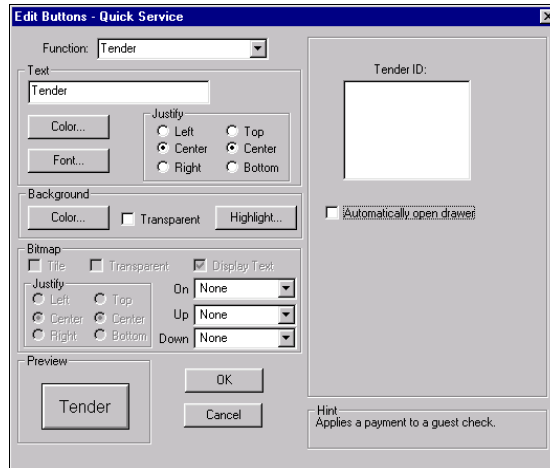 Edit Buttons - Quick Service
Function: Tender
Text
Tender
Color...
Font...
Justify
Left Top
Center Center
Right Bottom
Background
Color... Transparent Highlight...
Bitmap
Tile Transparent Display Text
Justify
Left Top
Center Center
Right Bottom
On None
Up None
Down None
Preview
Tender
OK
Cancel
Tender ID:
Automatically open drawer
Hint
Applies a payment to a guest check.